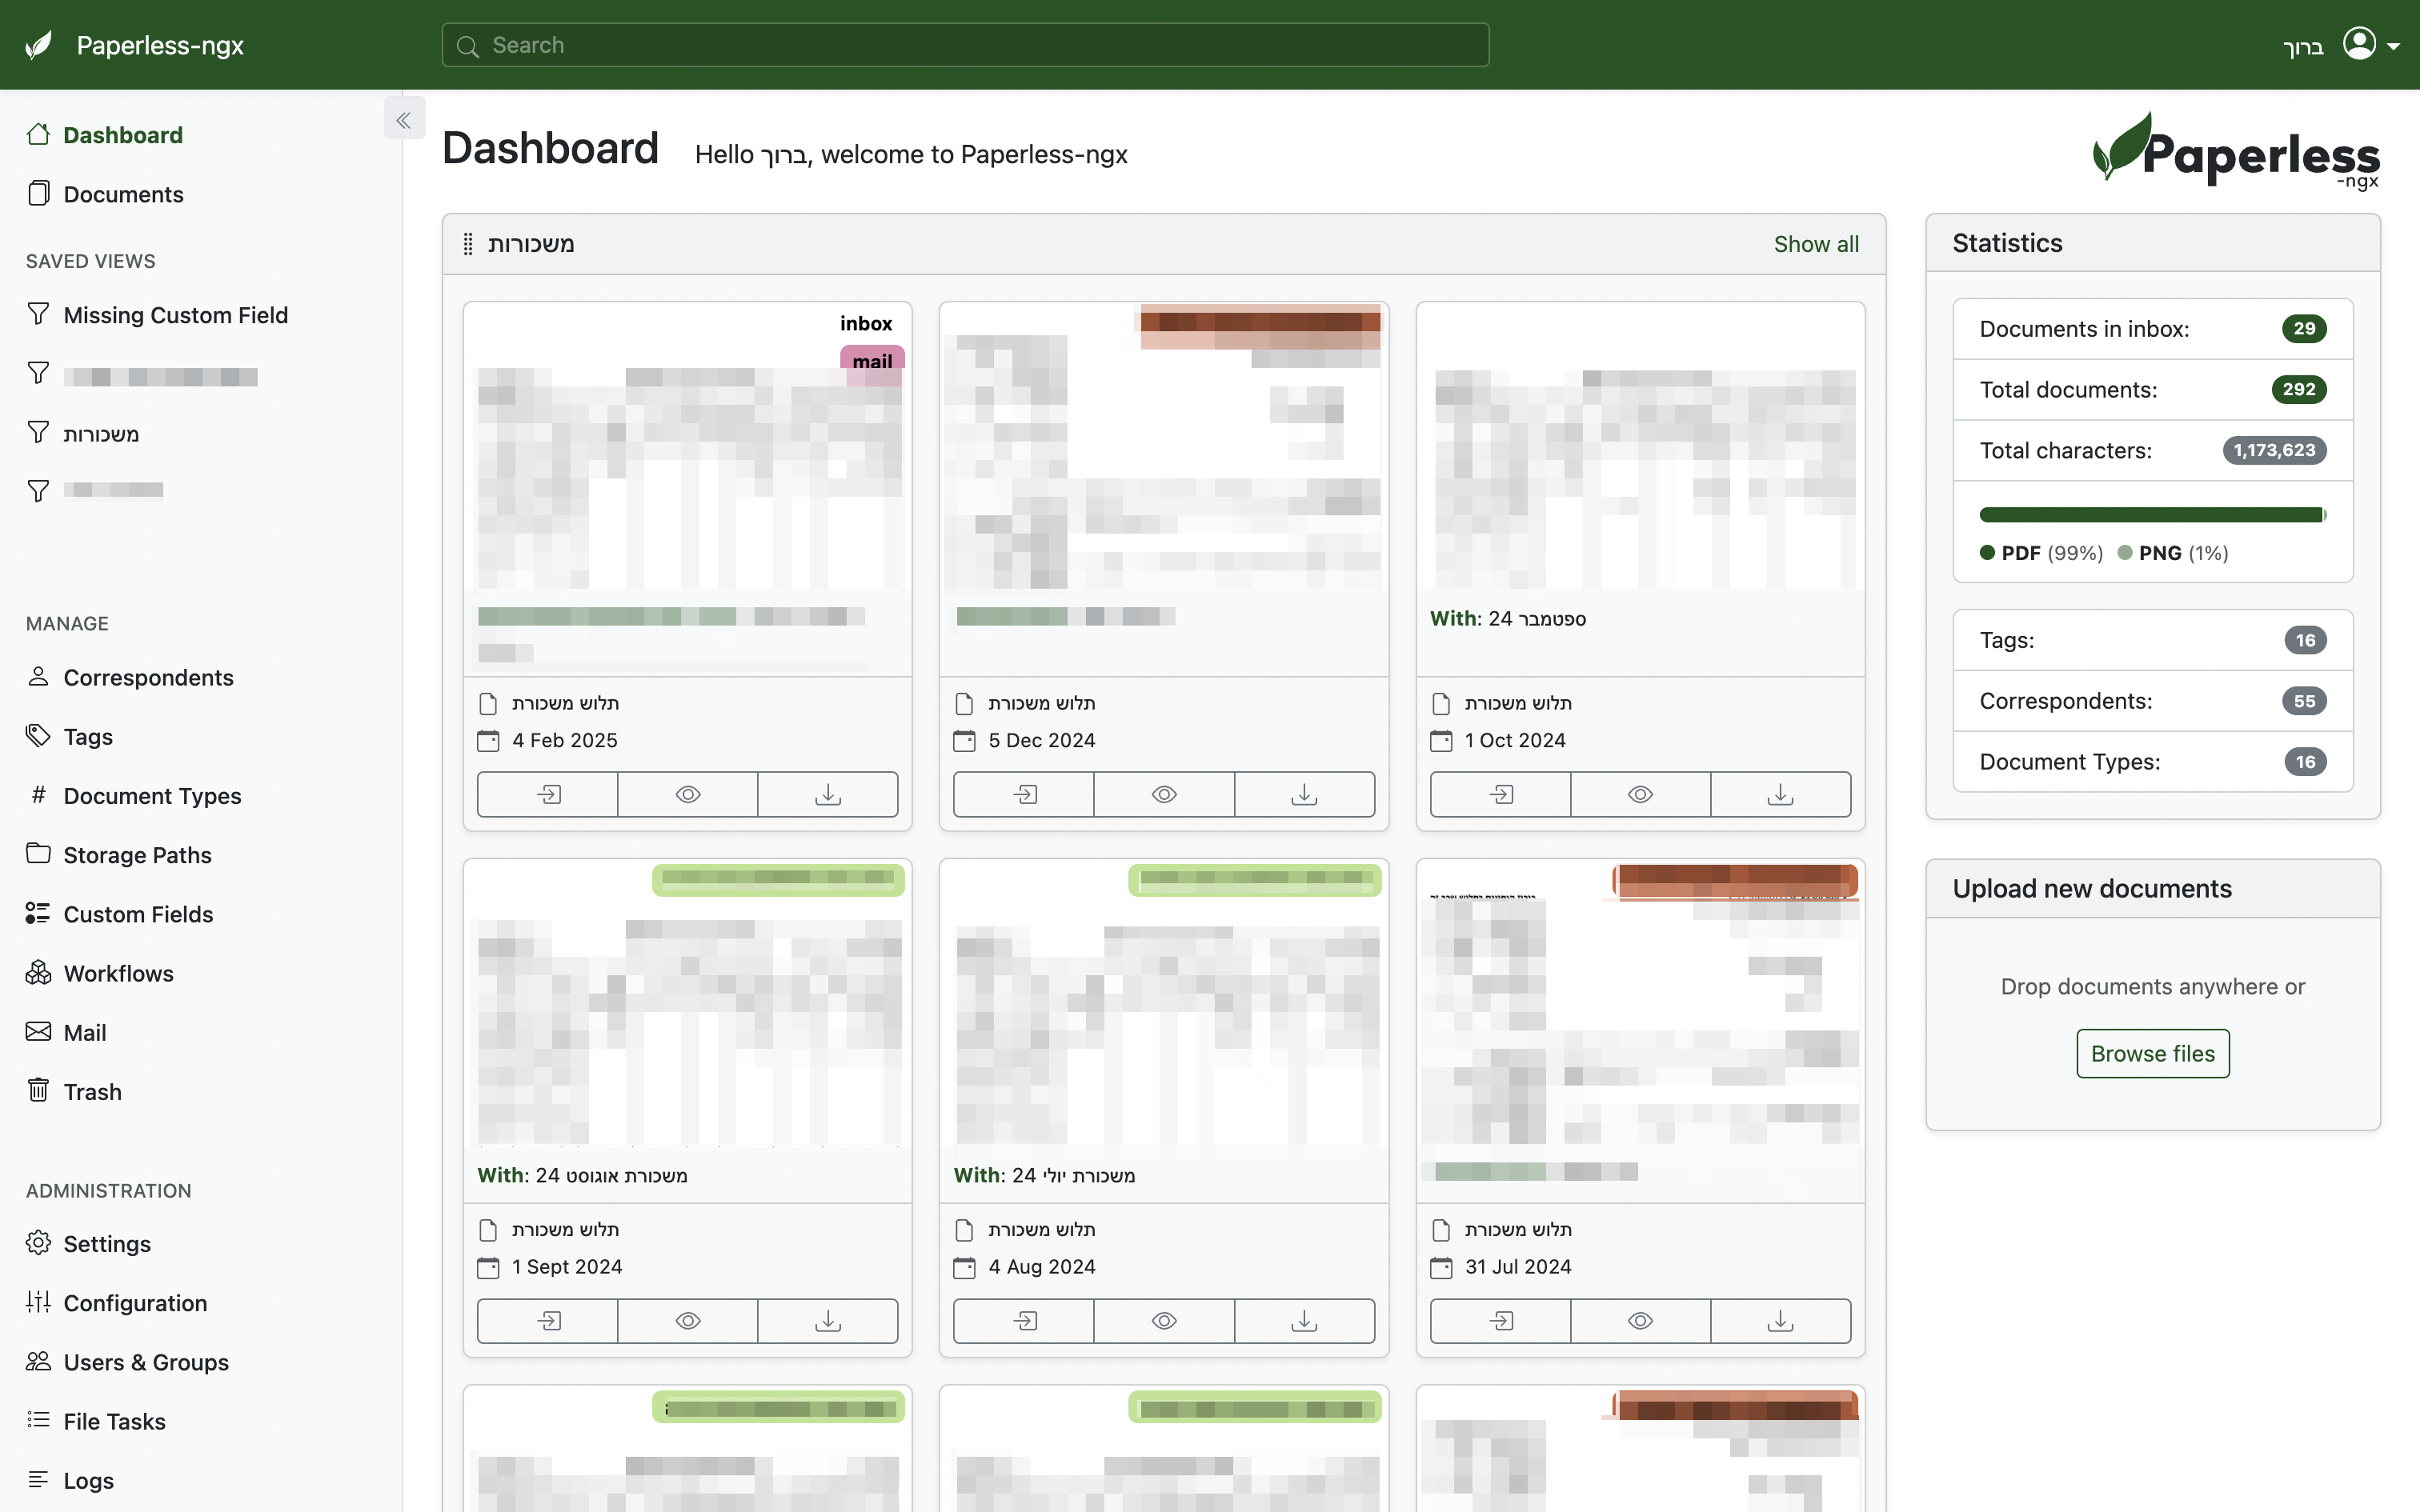 Paperless-ngx
Search
ברוך
Dashboard
Documents
SAVED VIEWS
Missing Custom Field
משכורות
MANAGE
Correspondents
Tags
# Document Types
Storage Paths
Custom Fields
Workflows
Mail
Trash
ADMINISTRATION
Settings
Configuration
Users & Groups
File Tasks
Logs
Dashboard
Hello ברוך, welcome to Paperless-ngx
Paperless
-ngx
משכורות
Show all
inbox
mail
תלוש משכורת
4 Feb 2025
תלוש משכורת
5 Dec 2024
With: ספטמבר 24
תלוש משכורת
1 Oct 2024
With: משכורת אוגוסט 24
תלוש משכורת
1 Sept 2024
With: משכורת יולי 24
תלוש משכורת
4 Aug 2024
תלוש משכורת
31 Jul 2024
Statistics
Documents in inbox: 29
Total documents: 292
Total characters: 1,173,623
PDF (99%) PNG (1%)
Tags: 16
Correspondents: 55
Document Types: 16
Upload new documents
Drop documents anywhere or
Browse files